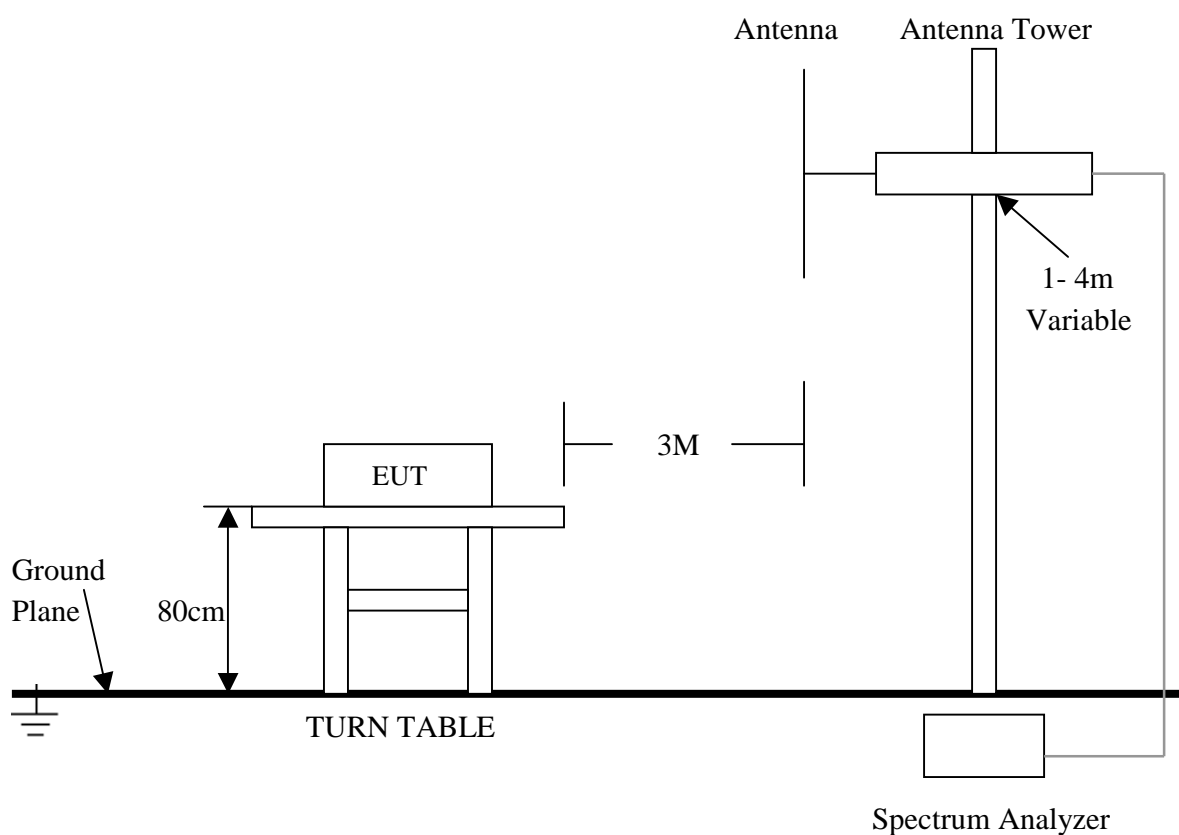 Antenna
Antenna Tower
1- 4m
Variable
3M
EUT
Ground
Plane
80cm
TURN TABLE
Spectrum Analyzer